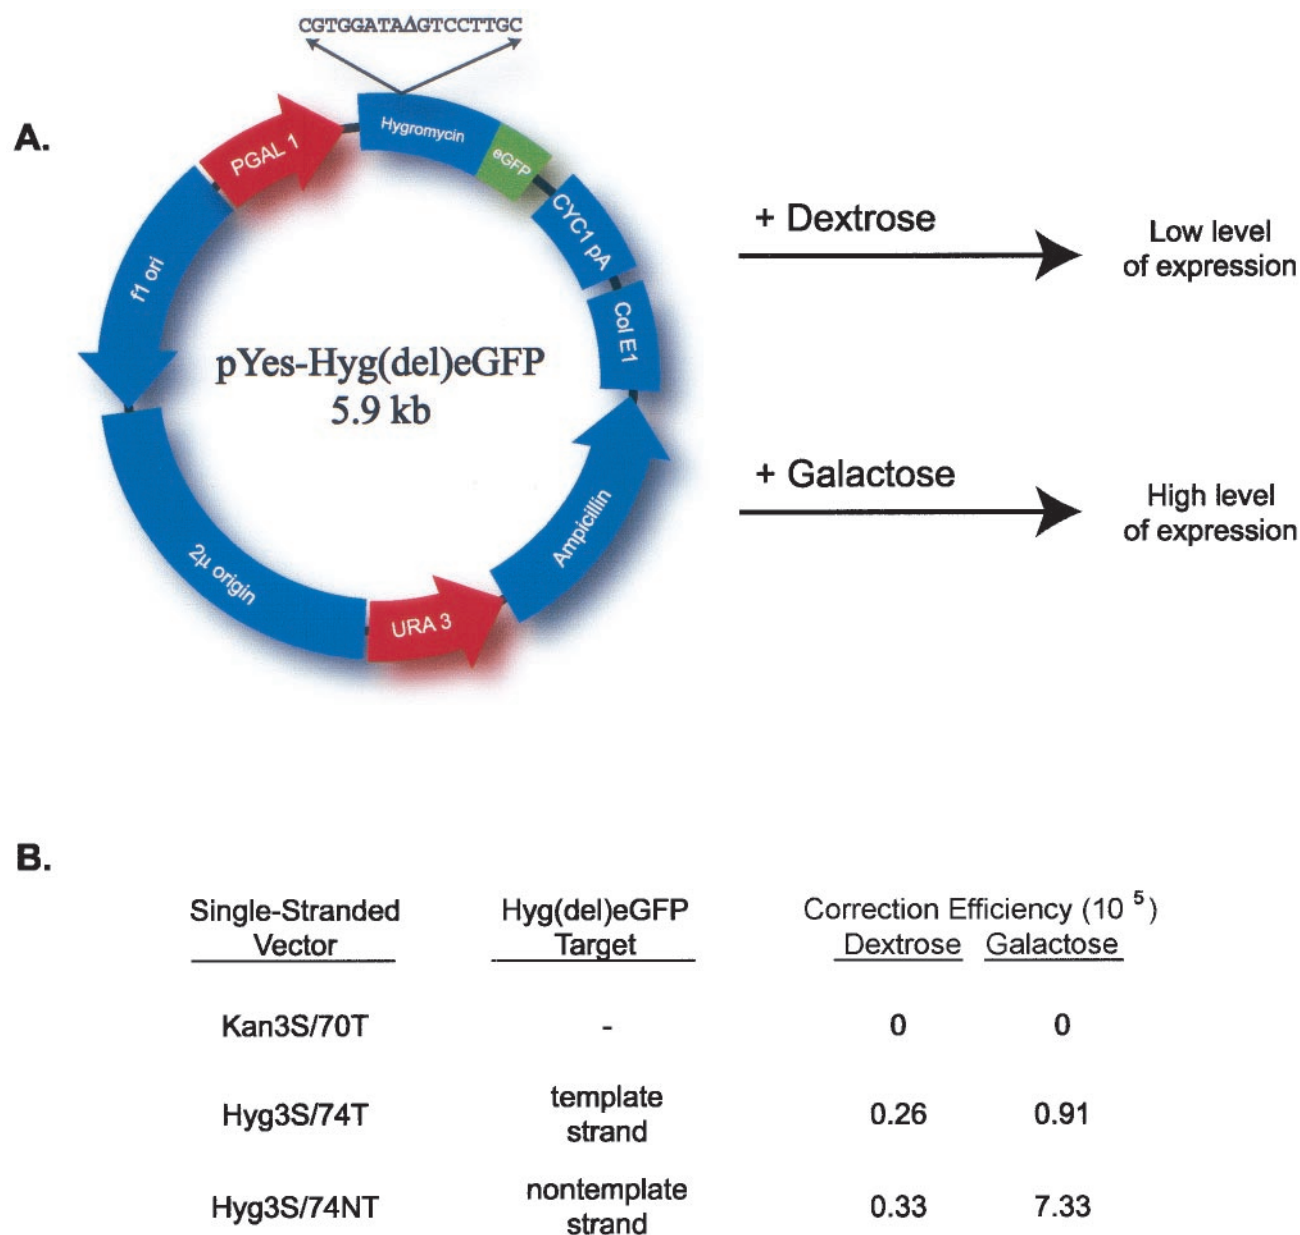 CGTGGATAΔGTCCTTGC
A.
PGAL 1
Hygromycin
eGFP
CYC1 pA
Col E1
Ampicillin
URA 3
2μ origin
f1 ori
pYes-Hyg(del)eGFP
5.9 kb
+ Dextrose
Low level
of expression
+ Galactose
High level
of expression
B.
Single-Stranded
Vector
Hyg(del)eGFP
Target
Correction Efficiency (10 5)
Dextrose Galactose
Kan3S/70T - 0 0
Hyg3S/74T template strand 0.26 0.91
Hyg3S/74NT nontemplate strand 0.33 7.33